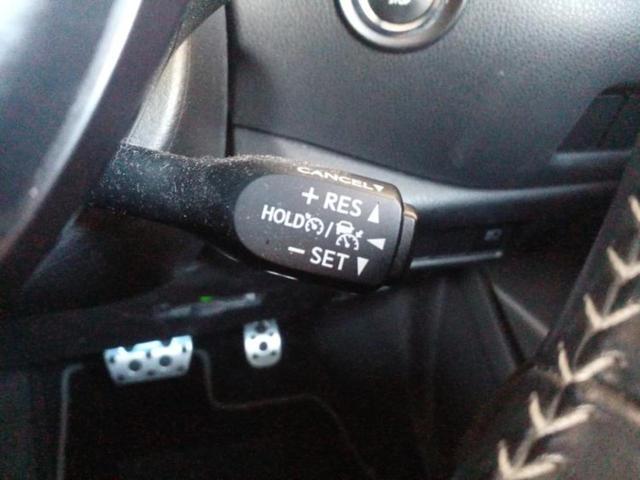 CANCEL
+ RES
HOLD /
− SET